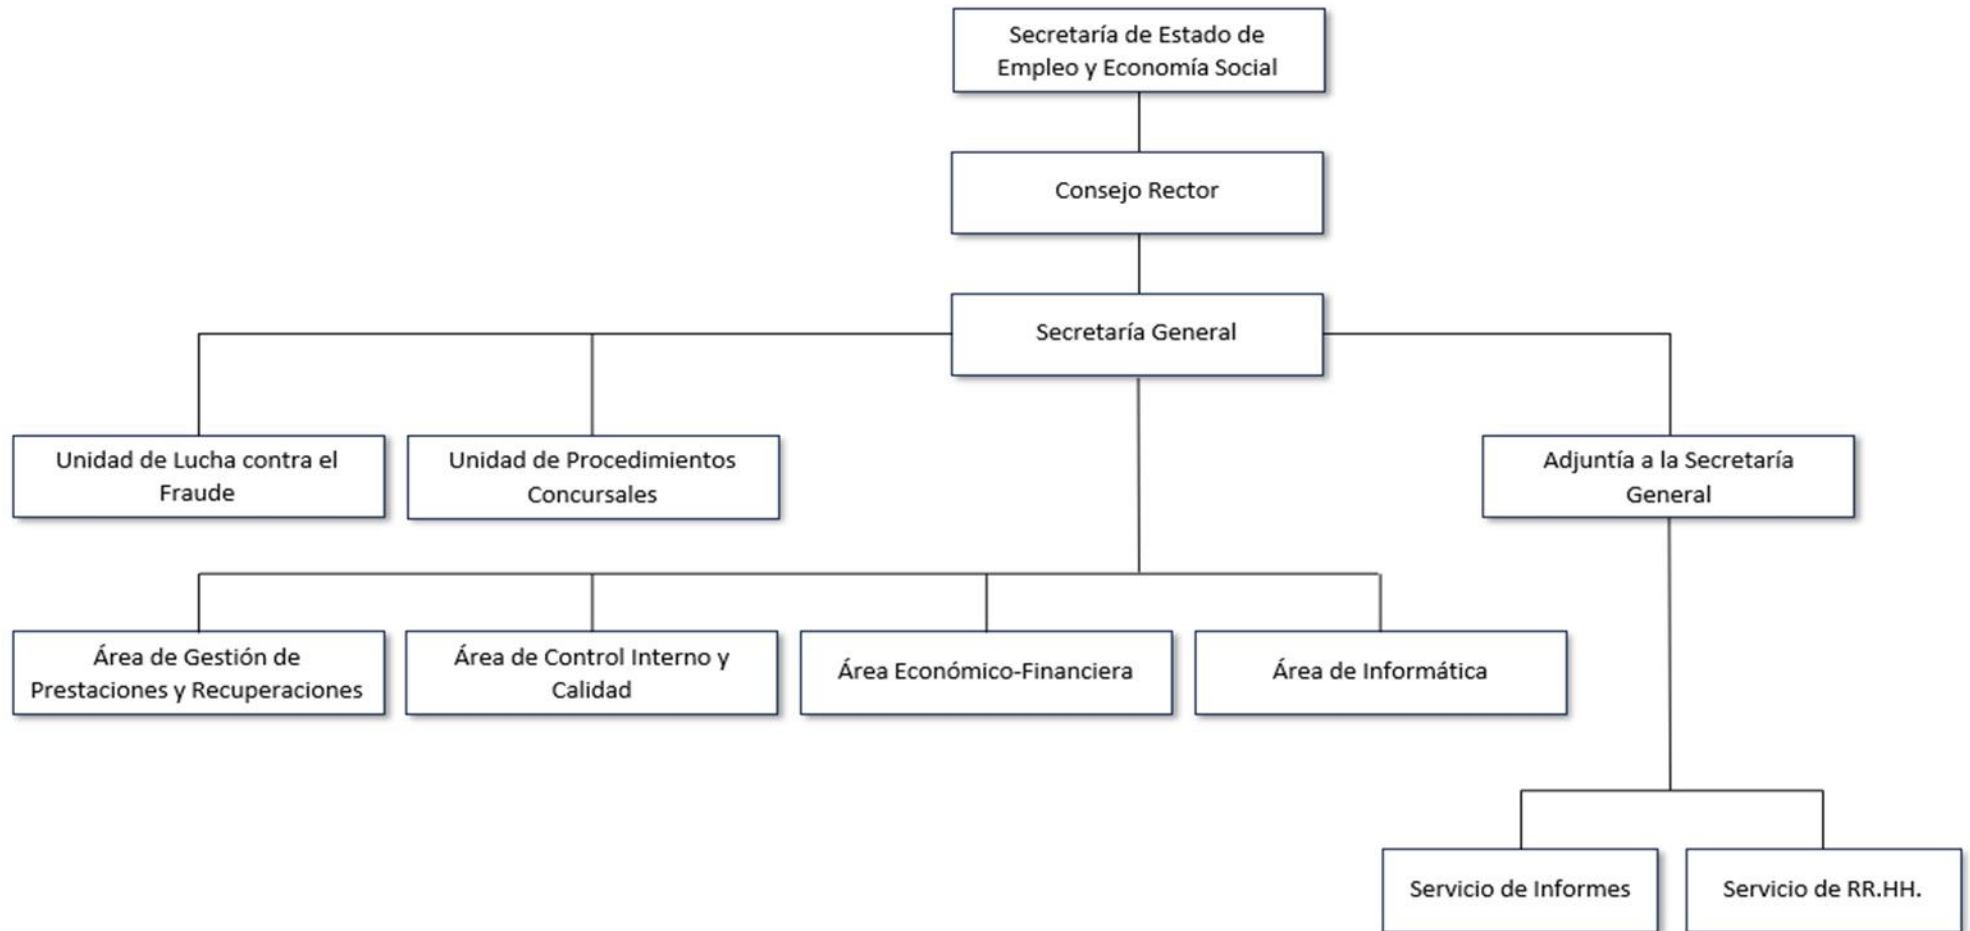 Secretaría de Estado de
Empleo y Economía Social
Consejo Rector
Secretaría General
Unidad de Lucha contra el
Fraude
Unidad de Procedimientos
Concursales
Adjuntía a la Secretaría
General
Área de Gestión de
Prestaciones y Recuperaciones
Área de Control Interno y
Calidad
Área Económico-Financiera
Área de Informática
Servicio de Informes
Servicio de RR.HH.